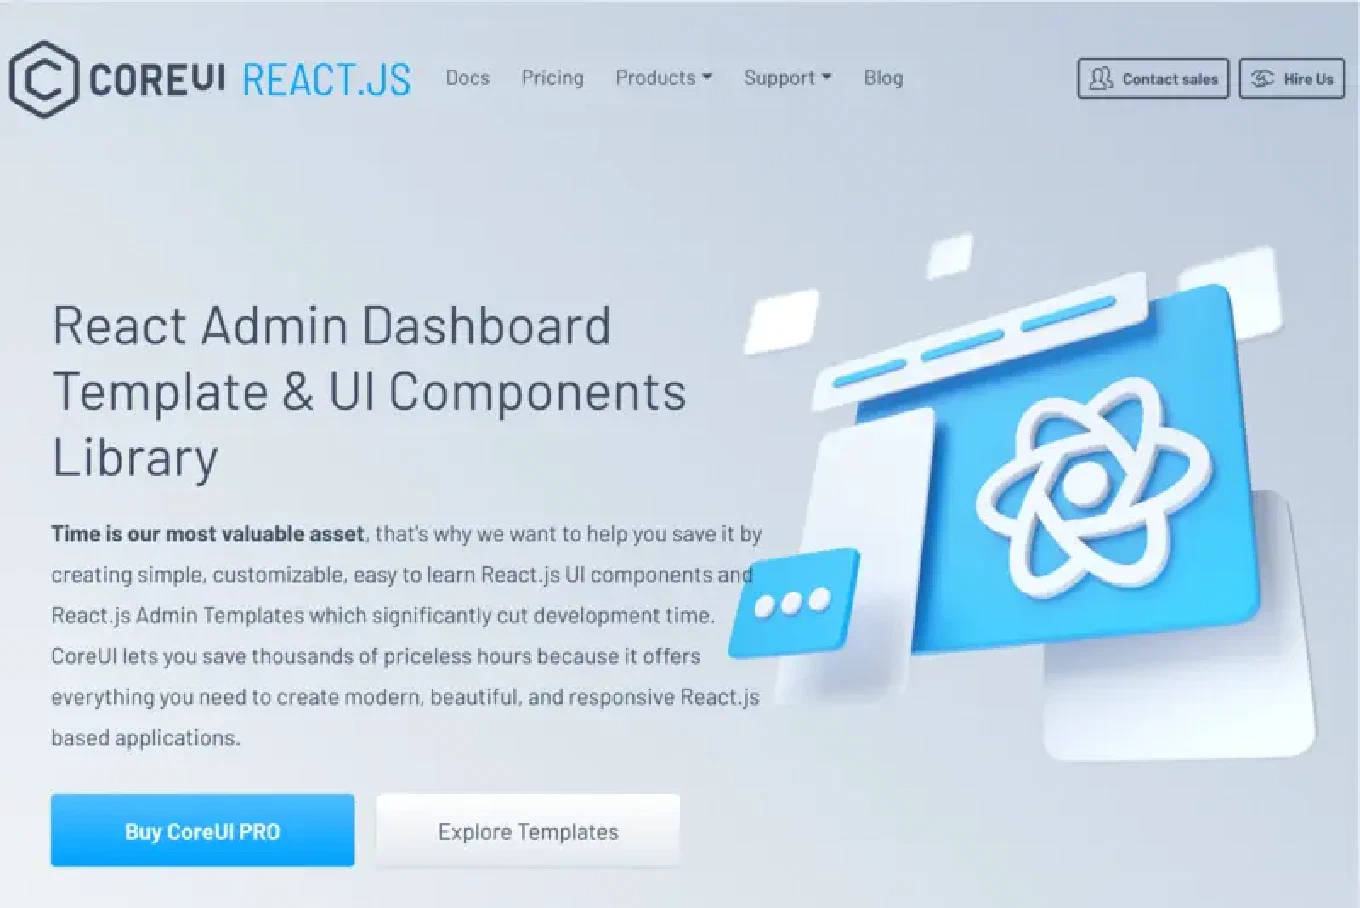 COREUI REACT.JS
Docs
Pricing
Products
Support
Blog
Contact sales
Hire Us
React Admin Dashboard
Template & UI Components
Library
Time is our most valuable asset, that's why we want to help you save it by
creating simple, customizable, easy to learn React.js UI components and
React.js Admin Templates which significantly cut development time.
CoreUI lets you save thousands of priceless hours because it offers
everything you need to create modern, beautiful, and responsive React.js
based applications.
Buy CoreUI PRO
Explore Templates